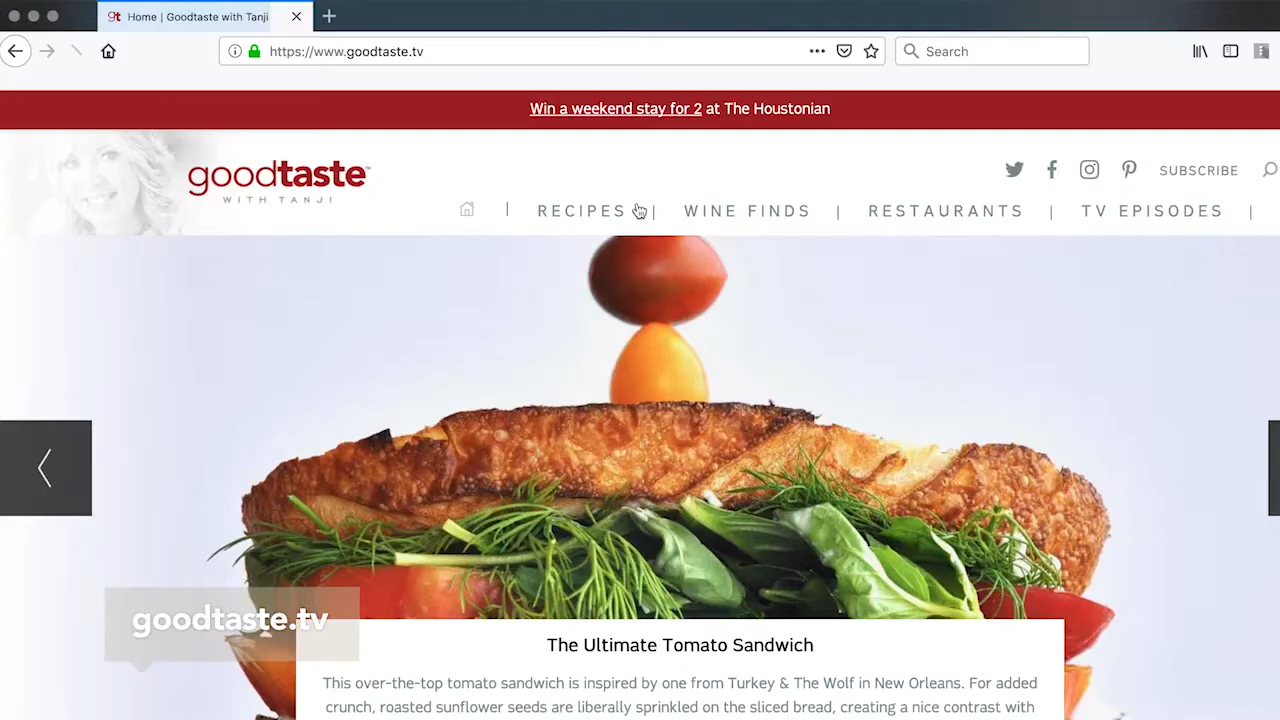 gt Home | Goodtaste with Tanji
https://www.goodtaste.tv
Search
Win a weekend stay for 2 at The Houstonian
goodtaste™
WITH TANJI
SUBSCRIBE
RECIPES | WINE FINDS | RESTAURANTS | TV EPISODES |
goodtaste.tv
The Ultimate Tomato Sandwich
This over-the-top tomato sandwich is inspired by one from Turkey & The Wolf in New Orleans. For added
crunch, roasted sunflower seeds are liberally sprinkled on the sliced bread, creating a nice contrast with